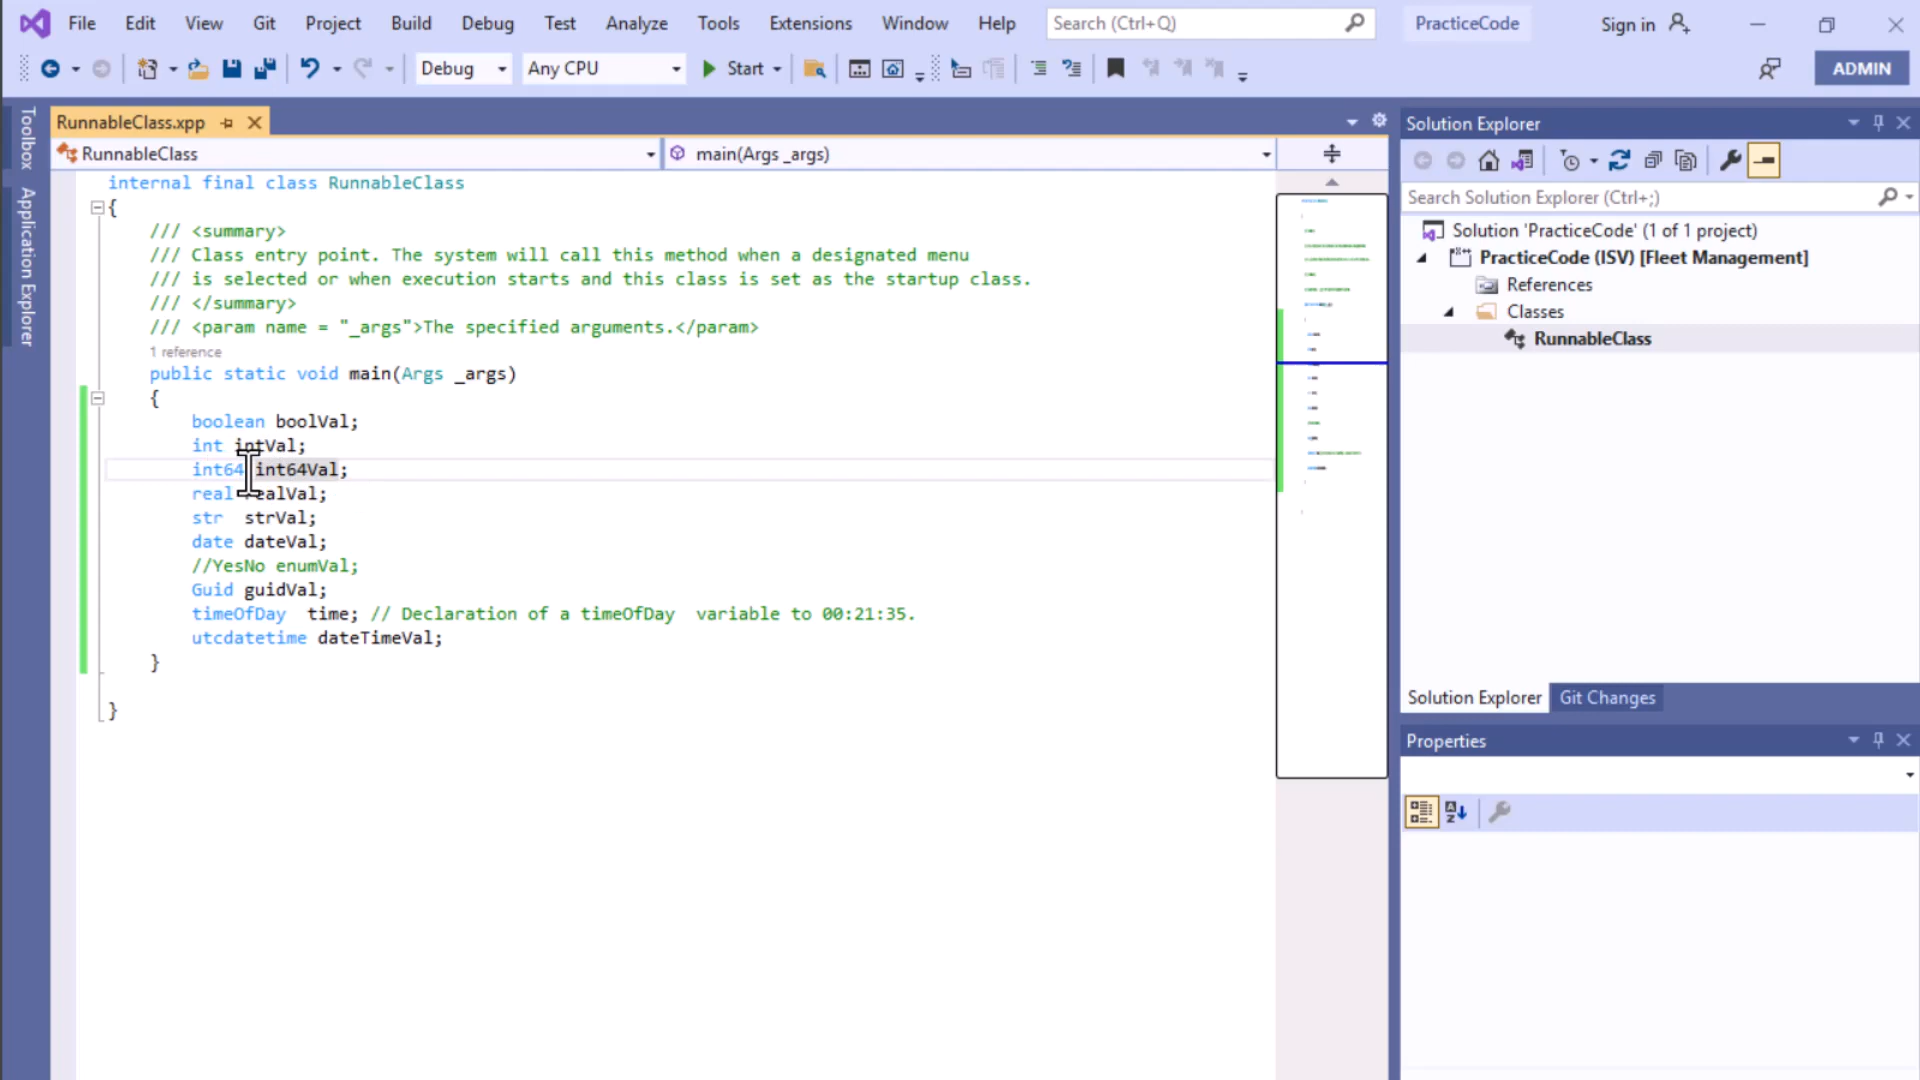 File Edit View Git Project Build Debug Test Analyze Tools Extensions Window Help Search (Ctrl+Q) PracticeCode Sign in
Debug Any CPU Start ADMIN
Toolbox
Application Explorer
RunnableClass.xpp
RunnableClass main(Args _args)
internal final class RunnableClass
{
/// <summary>
/// Class entry point. The system will call this method when a designated menu
/// is selected or when execution starts and this class is set as the startup class.
/// </summary>
/// <param name = "_args">The specified arguments.</param>
1 reference
public static void main(Args _args)
{
boolean boolVal;
int intVal;
int64 int64Val;
real realVal;
str  strVal;
date dateVal;
//YesNo enumVal;
Guid guidVal;
timeOfDay  time; // Declaration of a timeOfDay  variable to 00:21:35.
utcdatetime dateTimeVal;
}
}
Solution Explorer
Search Solution Explorer (Ctrl+;)
Solution 'PracticeCode' (1 of 1 project)
PracticeCode (ISV) [Fleet Management]
References
Classes
RunnableClass
Solution Explorer Git Changes
Properties